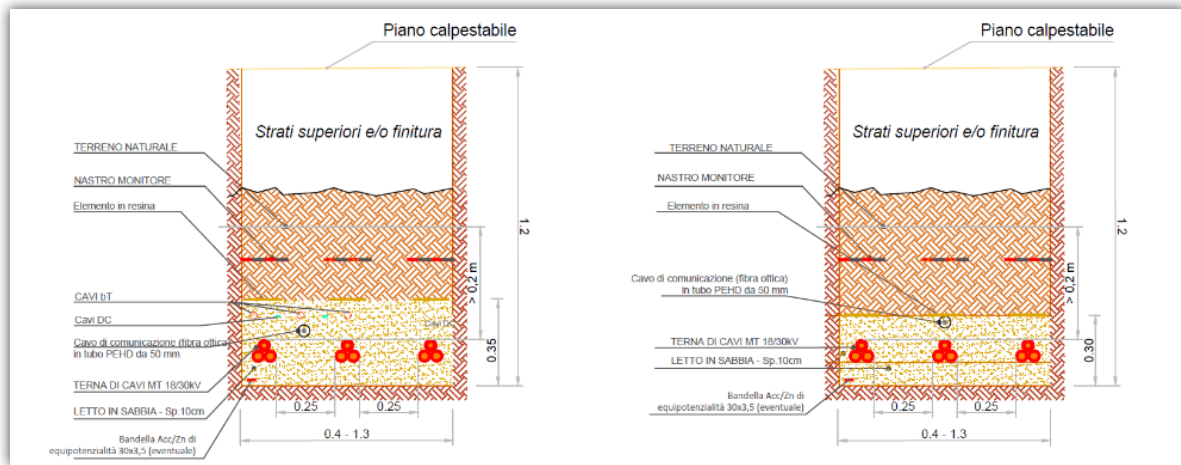 Piano calpestabile
Strati superiori e/o finitura
TERRENO NATURALE
NASTRO MONITORE
Elemento in resina
CAVI bT
Cavi DC
Cavi DC
Cavo di comunicazione (fibra offica)
in tubo PEHD da 50 mm
TERNA DI CAVI MT 18/30kV
LETTO IN SABBIA - Sp.10cm
Bandella Acc/Zn di
equipotenzialità 30x3,5 (eventuale)
0.25
0.25
0.4 - 1.3
> 0,2 m
0.35
1.2
Piano calpestabile
Strati superiori e/o finitura
TERRENO NATURALE
NASTRO MONITORE
Elemento in resina
Cavo di comunicazione (fibra offica)
in tubo PEHD da 50 mm
TERNA DI CAVI MT 18/30kV
LETTO IN SABBIA - Sp.10cm
Bandella Acc/Zn di
equipotenzialità 30x3,5 (eventuale)
0.25
0.25
0.4 - 1.3
> 0,2 m
0.30
1.2